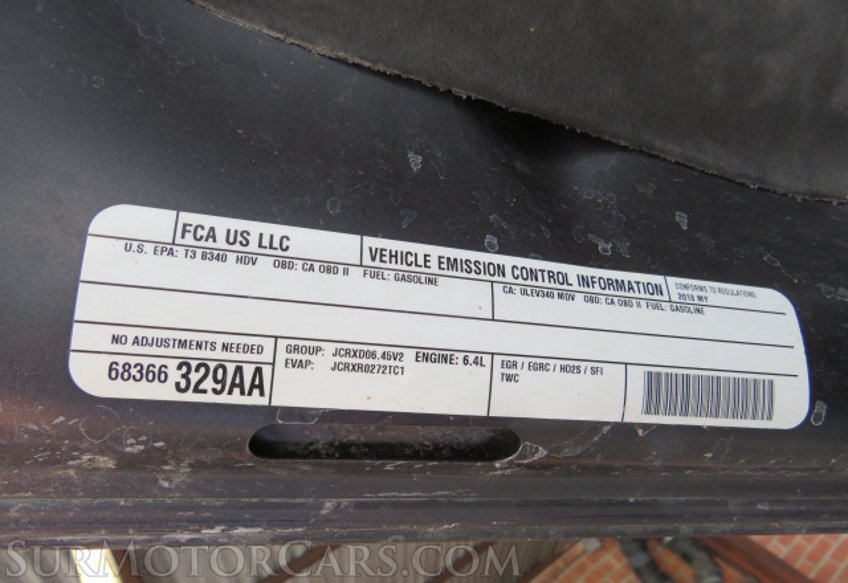 FCA US LLC
VEHICLE EMISSION CONTROL INFORMATION
CONFORMS TO REGULATIONS:
2018 MY
U.S. EPA: T3 B340 HDV OBD: CA OBD II FUEL: GASOLINE
CA: ULEV340 MDV OBD: CA OBD II FUEL: GASOLINE
NO ADJUSTMENTS NEEDED
68366 329AA
GROUP: JCRXD06.45V2 ENGINE: 6.4L
EVAP: JCRXR0272TC1
EGR / EGRC / HO2S / SFI
TWC
SURMOTORCARS.COM